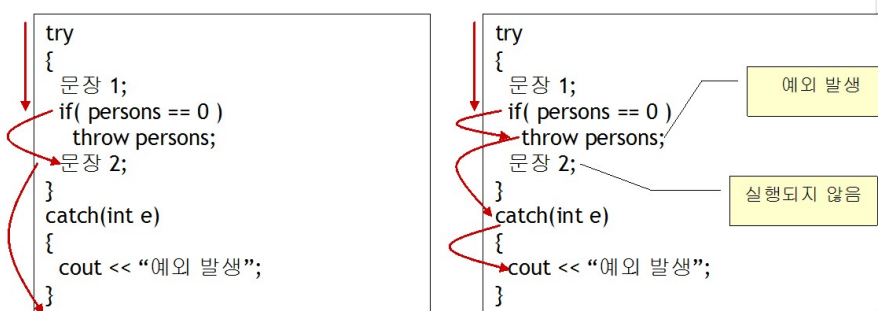 try
{
문장 1;
if( persons == 0 )
throw persons;
문장 2;
}
catch(int e)
{
cout << “예외 발생”;
}
try
{
문장 1;
if( persons == 0 )
throw persons;
문장 2;
}
catch(int e)
{
cout << “예외 발생”;
}
예외 발생
실행되지 않음